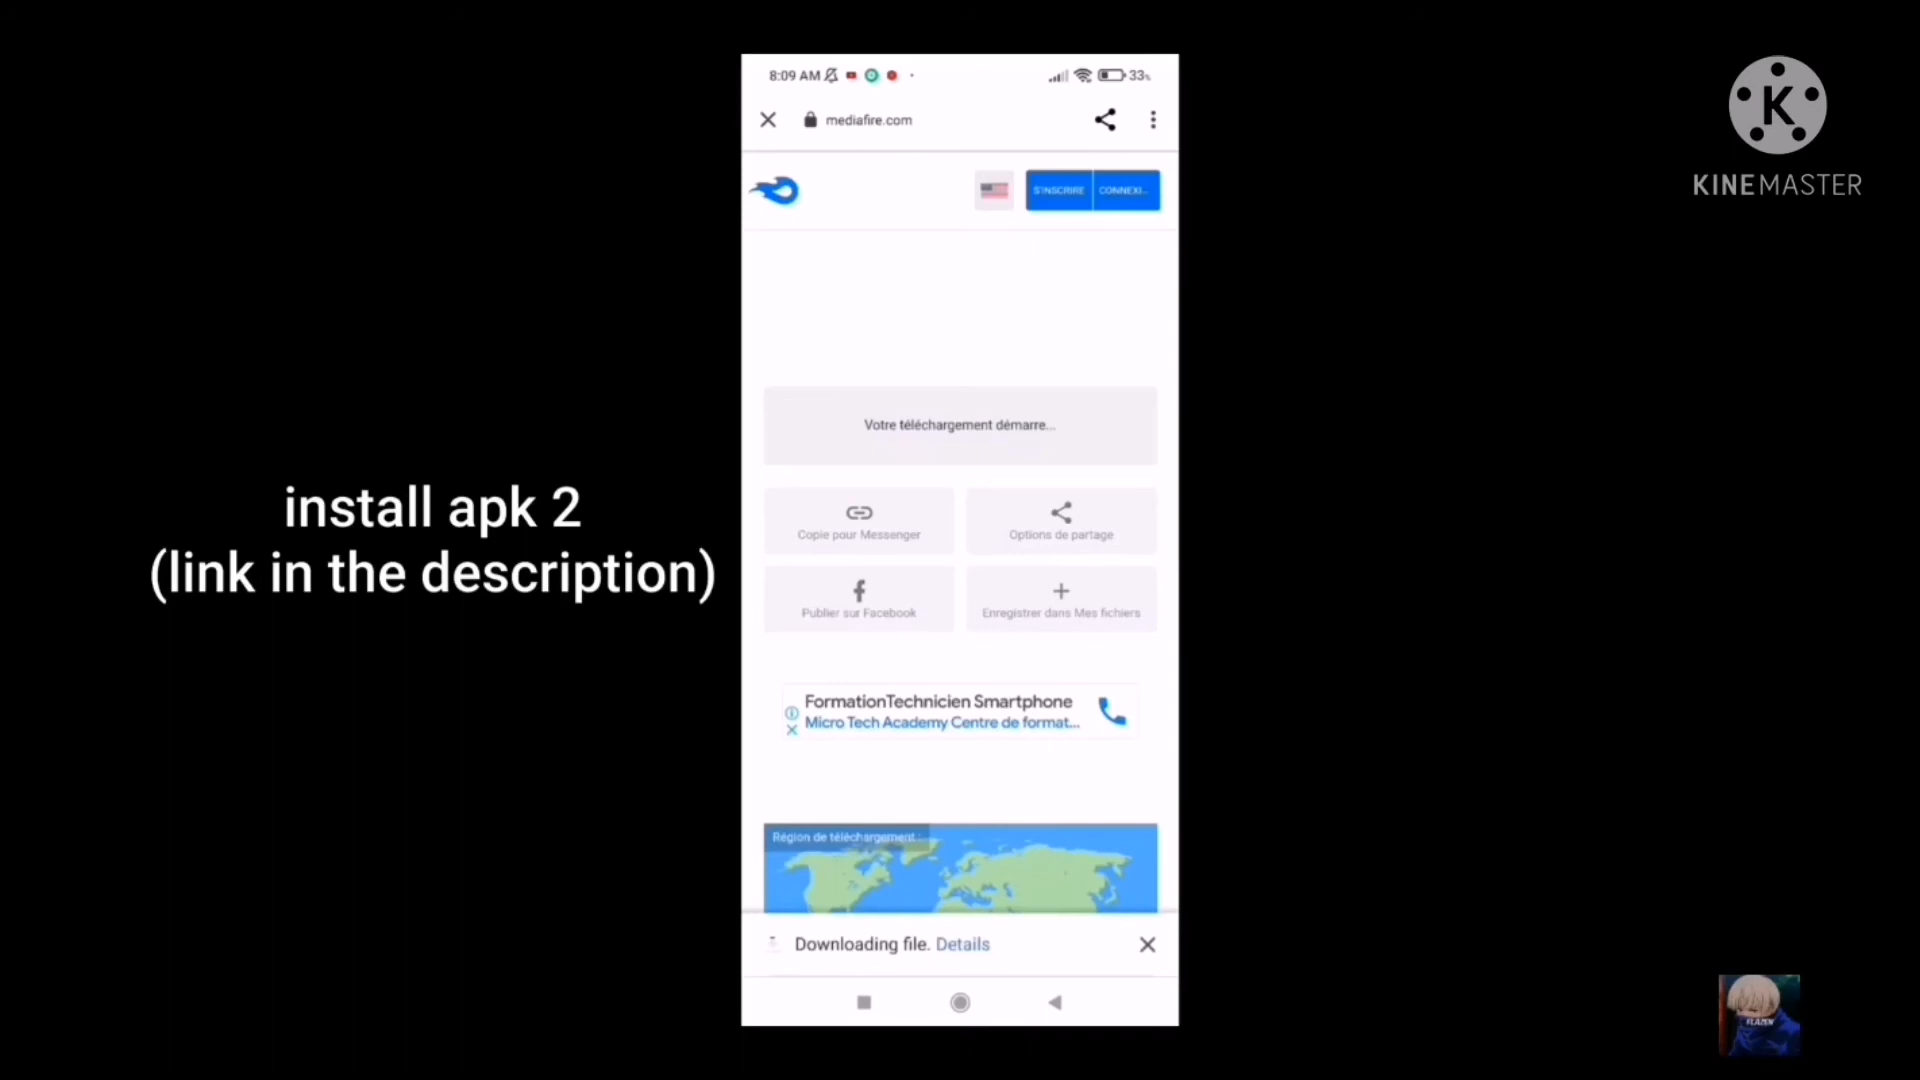 8:09 AM
33%
mediafire.com
KINEMASTER
S'INSCRIRE
CONNEXI...
Votre téléchargement démarre...
install apk 2
(link in the description)
Copie pour Messenger
Options de partage
Publier sur Facebook
Enregistrer dans Mes fichiers
FormationTechnicien Smartphone
Micro Tech Academy Centre de format...
Région de téléchargement :
Downloading file. Details
FLAZEN